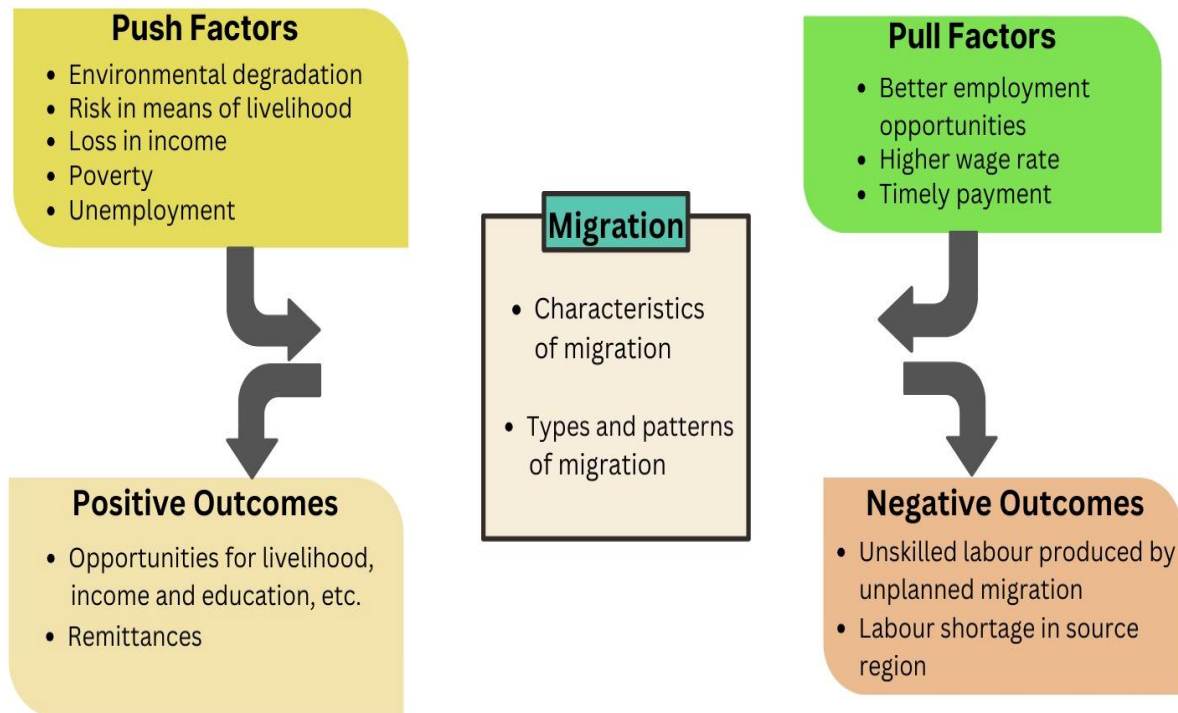 Push Factors
• Environmental degradation
• Risk in means of livelihood
• Loss in income
• Poverty
• Unemployment
Pull Factors
• Better employment
opportunities
• Higher wage rate
• Timely payment
Migration
• Characteristics
of migration
• Types and patterns
of migration
Positive Outcomes
• Opportunities for livelihood,
income and education, etc.
• Remittances
Negative Outcomes
• Unskilled labour produced by
unplanned migration
• Labour shortage in source
region